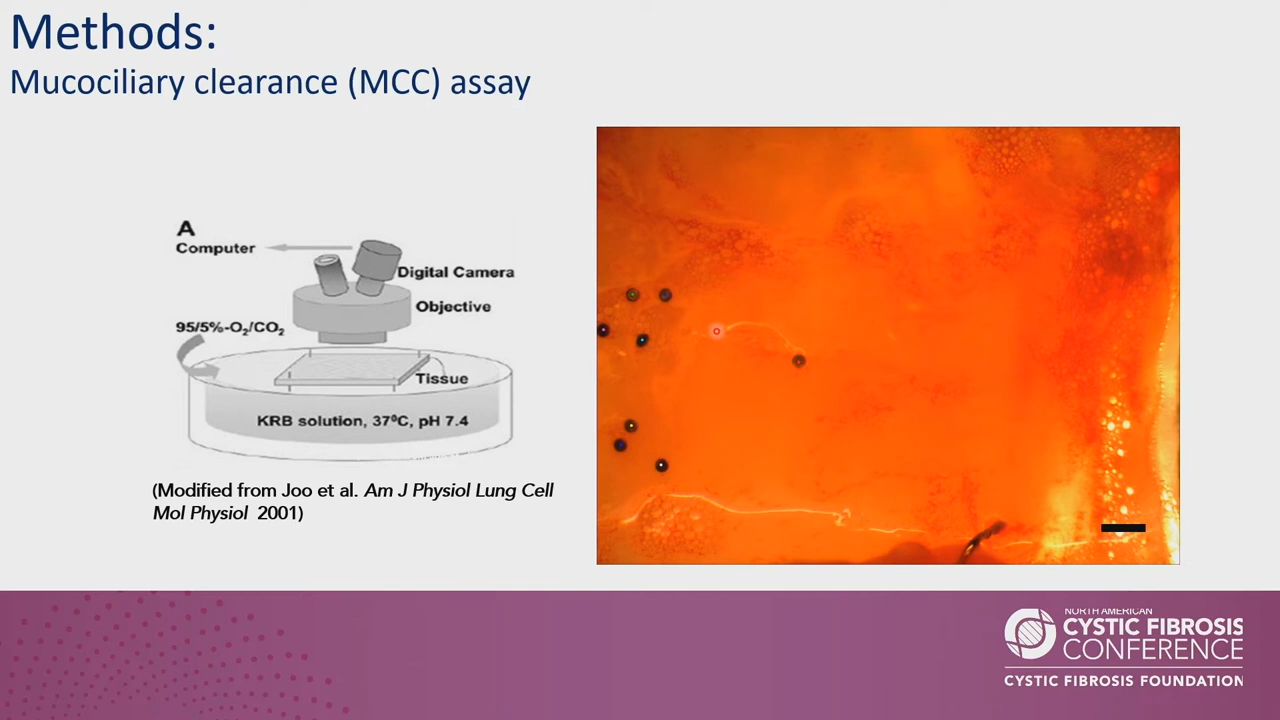 Methods:
Mucociliary clearance (MCC) assay
A
Computer
Digital Camera
Objective
95/5%-O₂/CO₂
Tissue
KRB solution, 37⁰C, pH 7.4
(Modified from Joo et al. Am J Physiol Lung Cell
Mol Physiol 2001)
NORTH AMERICAN
CYSTIC FIBROSIS
CONFERENCE
CYSTIC FIBROSIS FOUNDATION